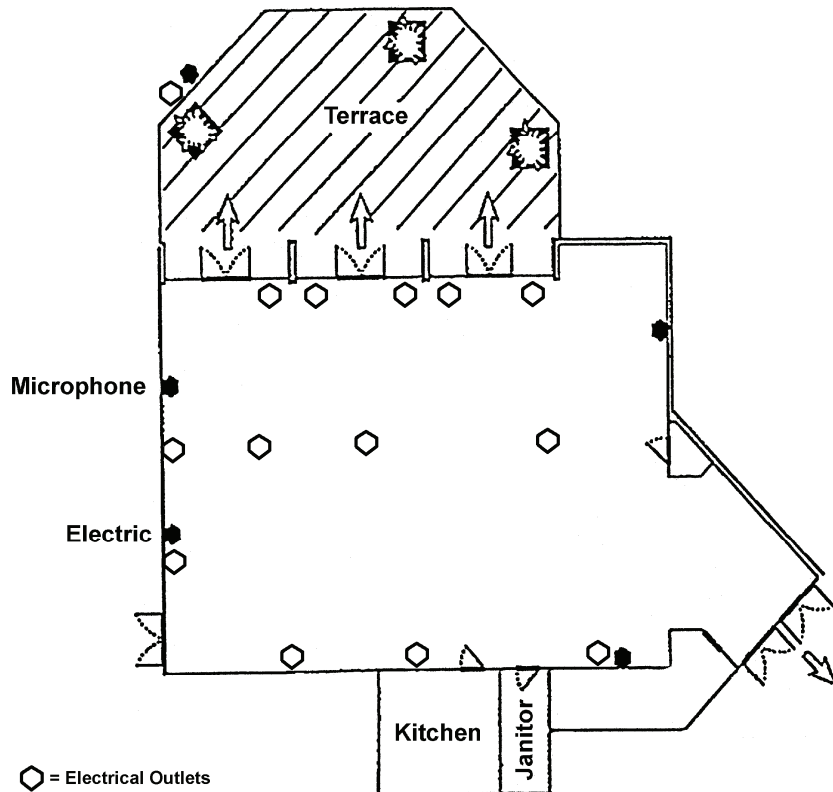 Terrace
Microphone
Electric
Kitchen
Janitor
= Electrical Outlets